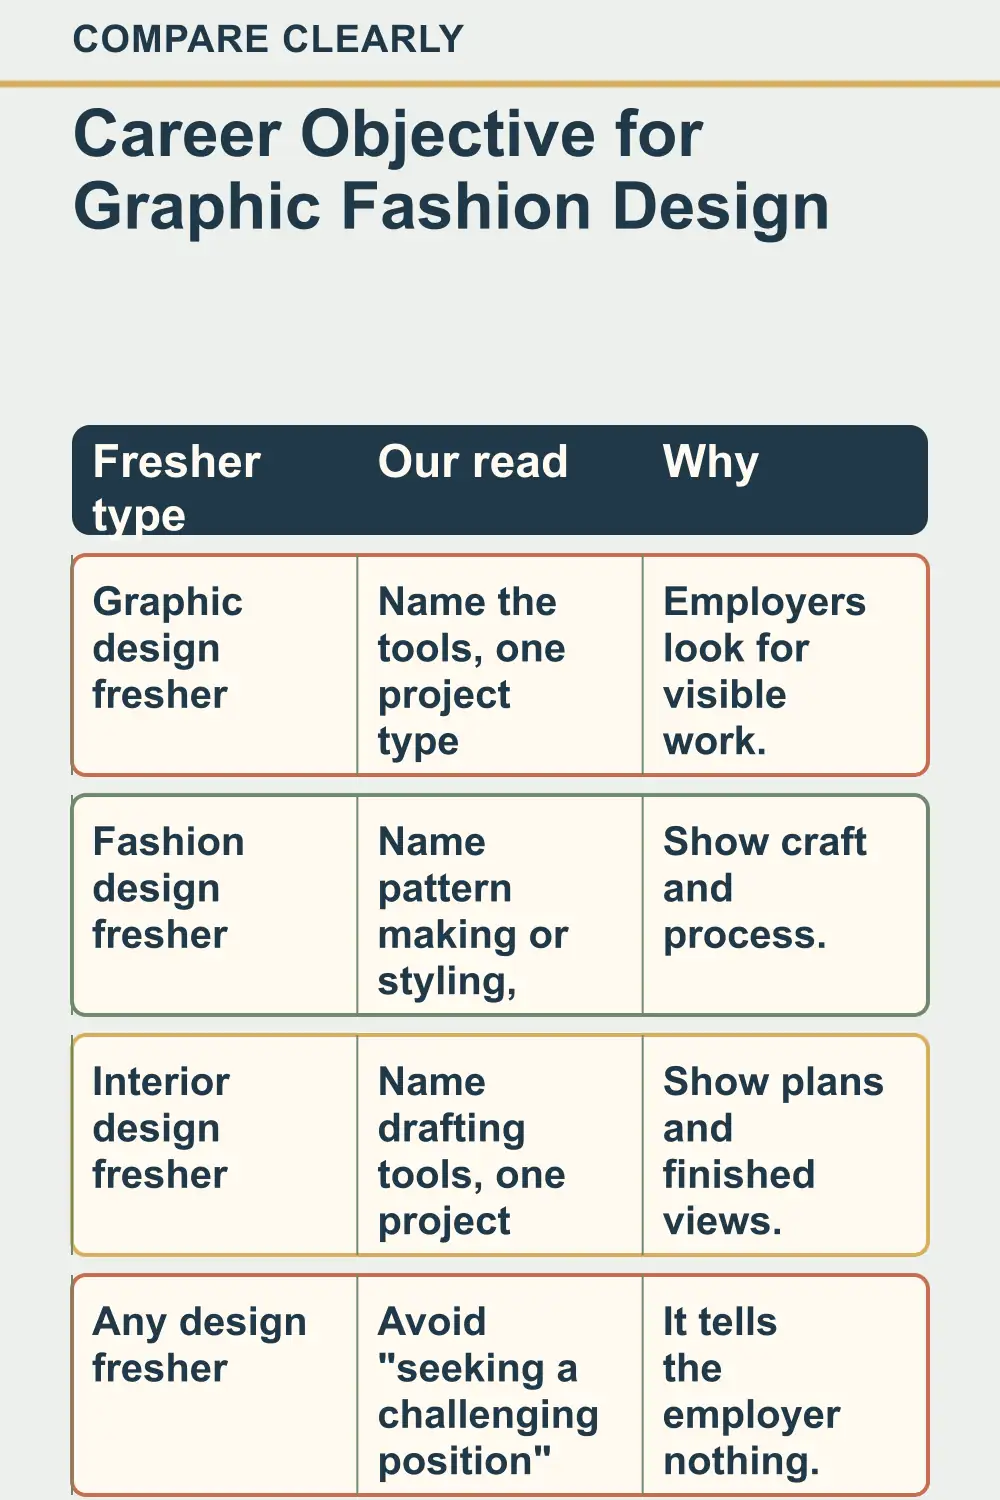 COMPARE CLEARLY
Career Objective for
Graphic Fashion Design
Fresher
type
Our read
Why
Graphic
design
fresher
Name the
tools, one
project
type
Employers
look for
visible
work.
Fashion
design
fresher
Name
pattern
making or
styling,
Show craft
and
process.
Interior
design
fresher
Name
drafting
tools, one
project
Show plans
and
finished
views.
Any design
fresher
Avoid
"seeking a
challenging
position"
It tells
the
employer
nothing.